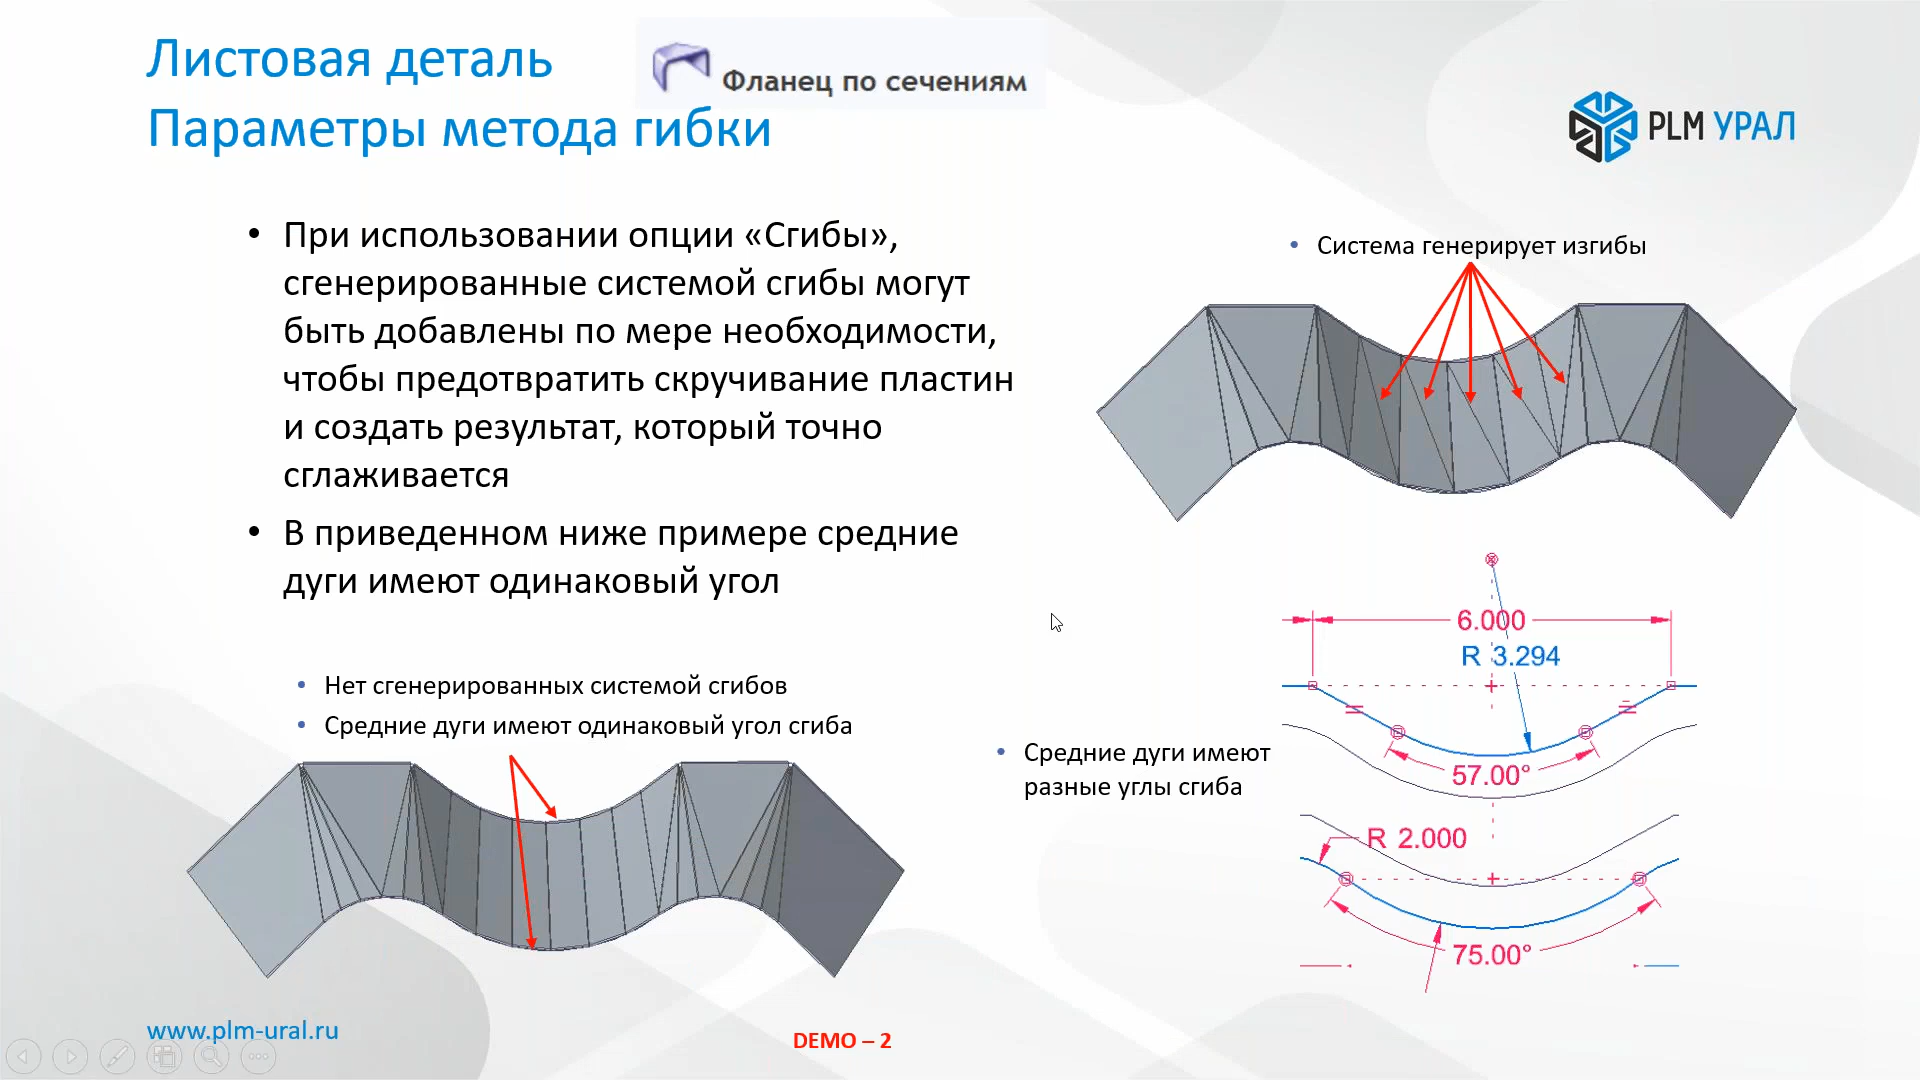 Листовая деталь
Фланец по сечениям
Параметры метода гибки
PLM УРАЛ
• При использовании опции «Сгибы»,
сгенерированные системой сгибы могут
быть добавлены по мере необходимости,
чтобы предотвратить скручивание пластин
и создать результат, который точно
сглаживается
• В приведенном ниже примере средние
дуги имеют одинаковый угол
• Нет сгенерированных системой сгибов
• Средние дуги имеют одинаковый угол сгиба
• Система генерирует изгибы
6.000
R 3.294
57.00°
• Средние дуги имеют
разные углы сгиба
R 2.000
75.00°
www.plm-ural.ru
DEMO – 2